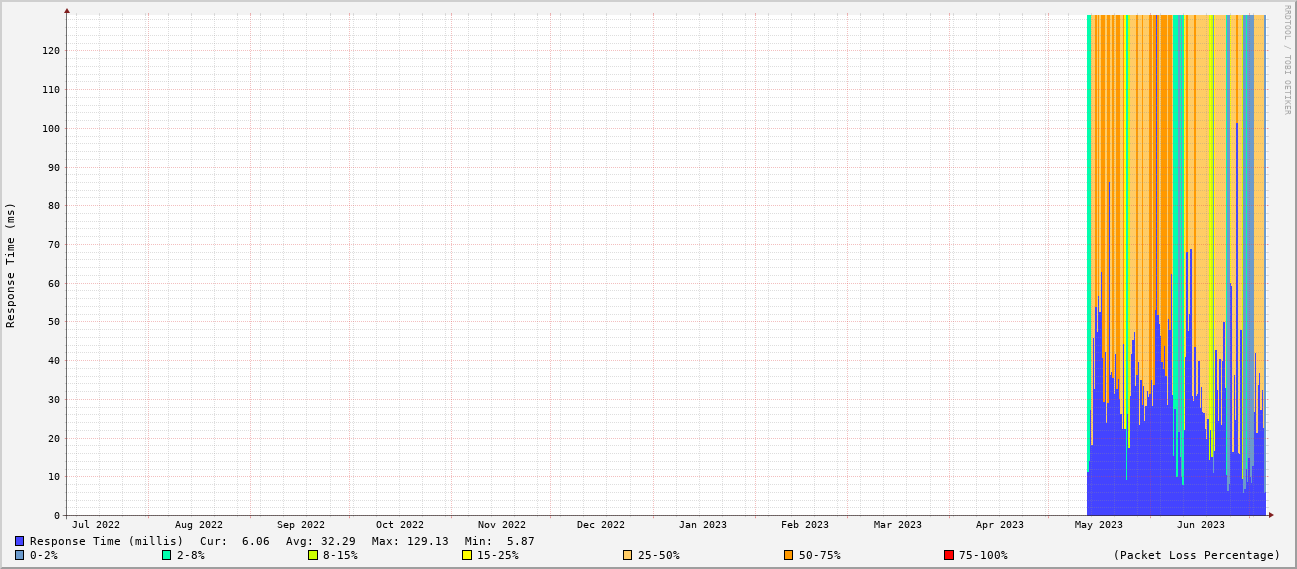 RRDTOOL / TOBI OETIKER
Response Time (ms)
120
110
100
90
80
70
60
50
40
30
20
10
0
Jul 2022 Aug 2022 Sep 2022 Oct 2022 Nov 2022 Dec 2022 Jan 2023 Feb 2023 Mar 2023 Apr 2023 May 2023 Jun 2023
Response Time (millis) Cur: 6.06 Avg: 32.29 Max: 129.13 Min: 5.87
0-2% 2-8% 8-15% 15-25% 25-50% 50-75% 75-100% (Packet Loss Percentage)